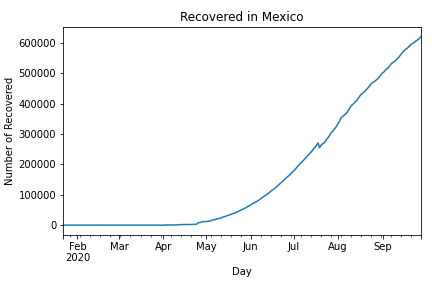 Recovered in Mexico
Number of Recovered
600000
500000
400000
300000
200000
100000
0
Feb Mar Apr May Jun Jul Aug Sep
2020
Day